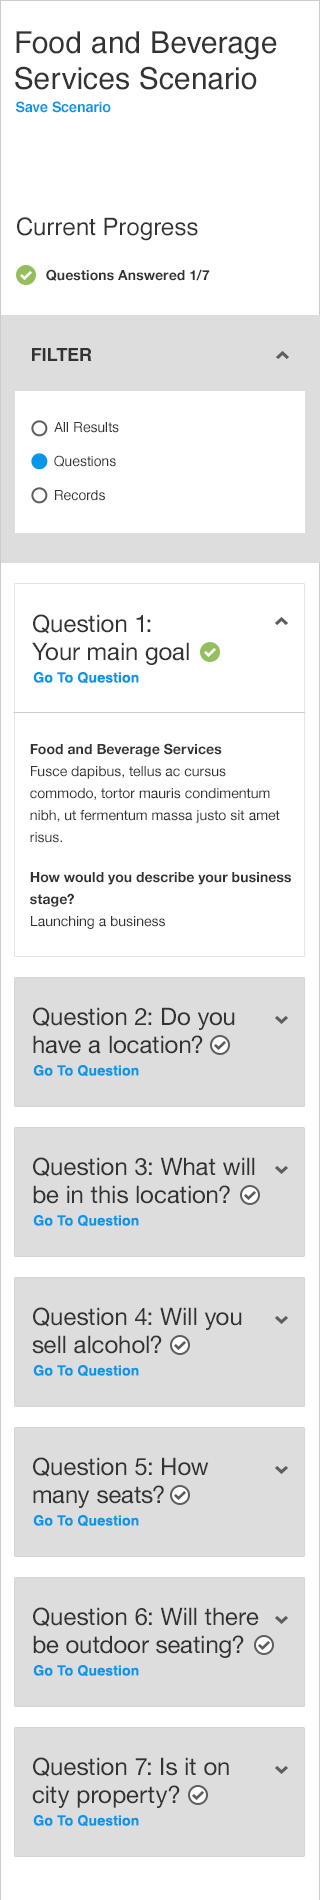 Food and Beverage
Services Scenario
Save Scenario
Current Progress
Questions Answered 1/7
FILTER
All Results
Questions
Records
Question 1:
Your main goal
Go To Question
Food and Beverage Services
Fusce dapibus, tellus ac cursus
commodo, tortor mauris condimentum
nibh, ut fermentum massa justo sit amet
risus.
How would you describe your business
stage?
Launching a business
Question 2: Do you
have a location?
Go To Question
Question 3: What will
be in this location?
Go To Question
Question 4: Will you
sell alcohol?
Go To Question
Question 5: How
many seats?
Go To Question
Question 6: Will there
be outdoor seating?
Go To Question
Question 7: Is it on
city property?
Go To Question